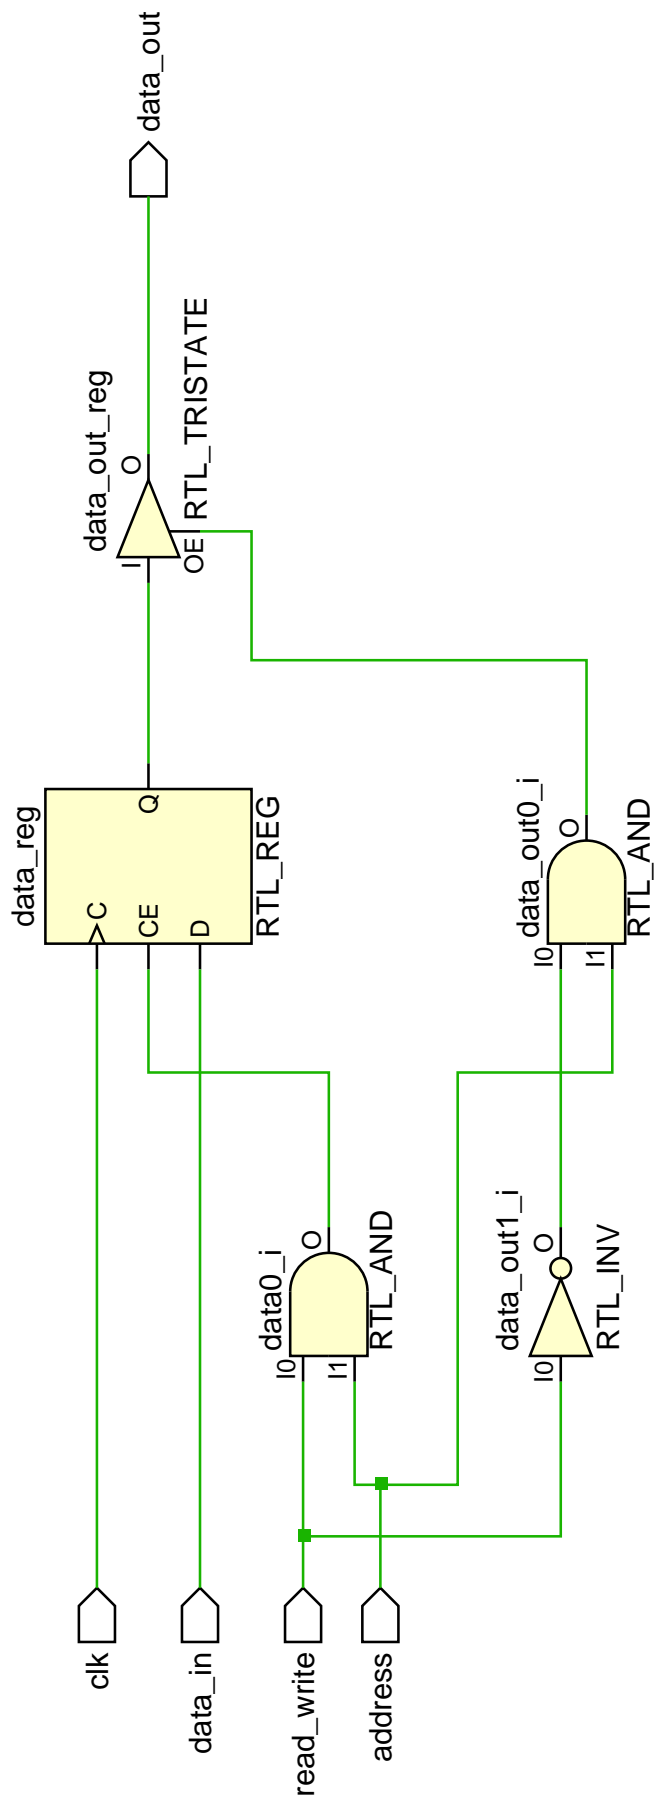 clk
data_in
read_write
address
data0_i
I0
I1
O
RTL_AND
data_out1_i
I0
O
RTL_INV
data_reg
C
CE
D
Q
RTL_REG
data_out0_i
I0
I1
O
RTL_AND
data_out_reg
I
OE
O
RTL_TRISTATE
data_out